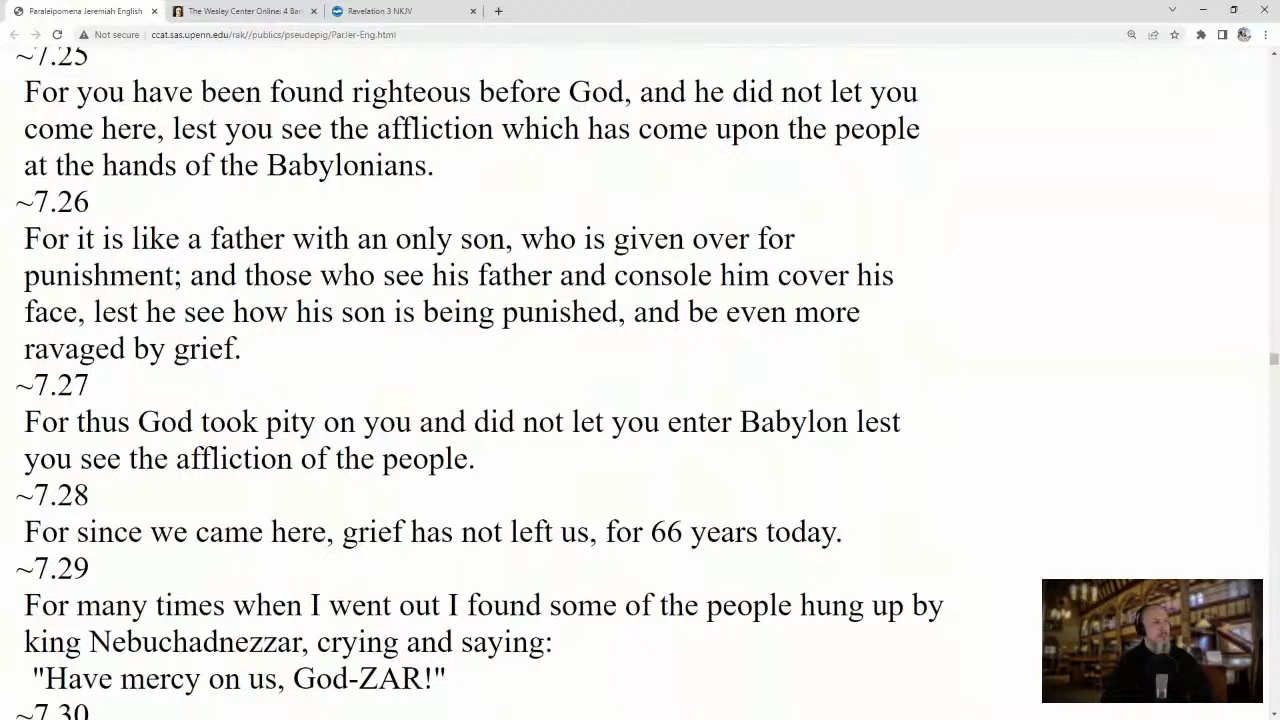 Paraleipomena Jeremiah English
The Wesley Center Online: 4 Bar
Revelation 3 NKJV
Not secure
ccat.sas.upenn.edu/rak//publics/pseudepig/ParJer-Eng.html
~7.25
For you have been found righteous before God, and he did not let you
come here, lest you see the affliction which has come upon the people
at the hands of the Babylonians.
~7.26
For it is like a father with an only son, who is given over for
punishment; and those who see his father and console him cover his
face, lest he see how his son is being punished, and be even more
ravaged by grief.
~7.27
For thus God took pity on you and did not let you enter Babylon lest
you see the affliction of the people.
~7.28
For since we came here, grief has not left us, for 66 years today.
~7.29
For many times when I went out I found some of the people hung up by
king Nebuchadnezzar, crying and saying:
"Have mercy on us, God-ZAR!"
~7.30